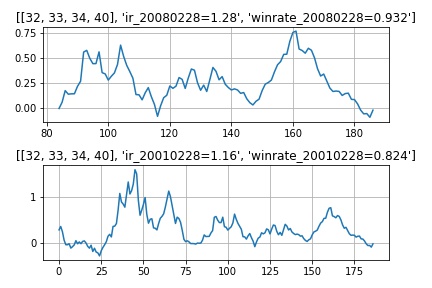 [[32, 33, 34, 40], 'ir_20080228=1.28', 'winrate_20080228=0.932']
0.75
0.50
0.25
0.00
80 100 120 140 160 180
[[32, 33, 34, 40], 'ir_20010228=1.16', 'winrate_20010228=0.824']
1
0
0 25 50 75 100 125 150 175